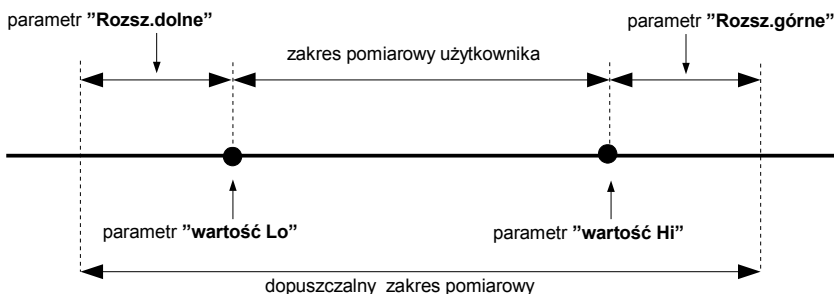 parametr ”Rozsz.dolne”
parametr ”Rozsz.górne”
zakres pomiarowy użytkownika
parametr ”wartość Lo”
parametr ”wartość Hi”
dopuszczalny zakres pomiarowy